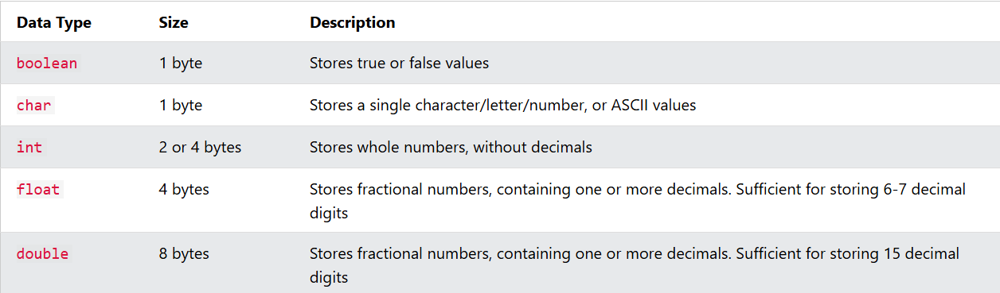 Data Type Size Description
boolean 1 byte Stores true or false values
char 1 byte Stores a single character/letter/number, or ASCII values
int 2 or 4 bytes Stores whole numbers, without decimals
float 4 bytes Stores fractional numbers, containing one or more decimals. Sufficient for storing 6-7 decimal
digits
double 8 bytes Stores fractional numbers, containing one or more decimals. Sufficient for storing 15 decimal
digits